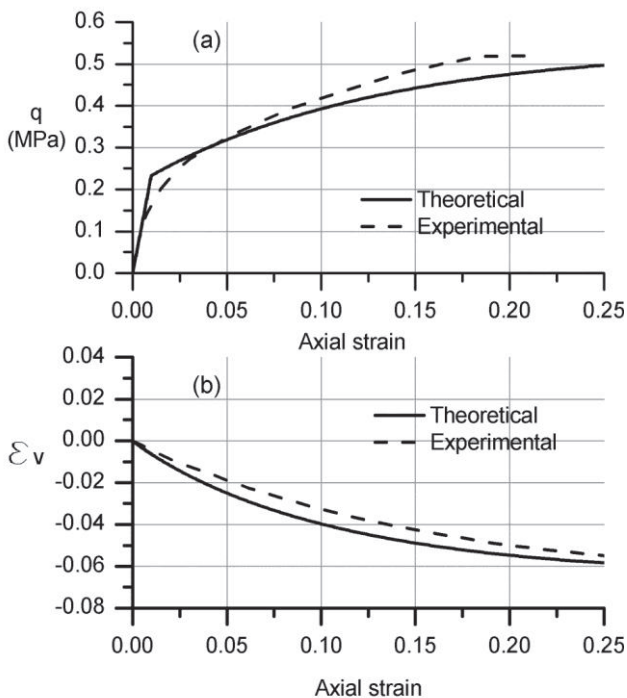 (a)
0.6
0.5
0.4
0.3
0.2
0.1
0.0
q
(MPa)
Theoretical
Experimental
0.00 0.05 0.10 0.15 0.20 0.25
Axial strain
(b)
0.04
0.02
0.00
-0.02
-0.04
-0.06
-0.08
εv
Theoretical
Experimental
0.00 0.05 0.10 0.15 0.20 0.25
Axial strain